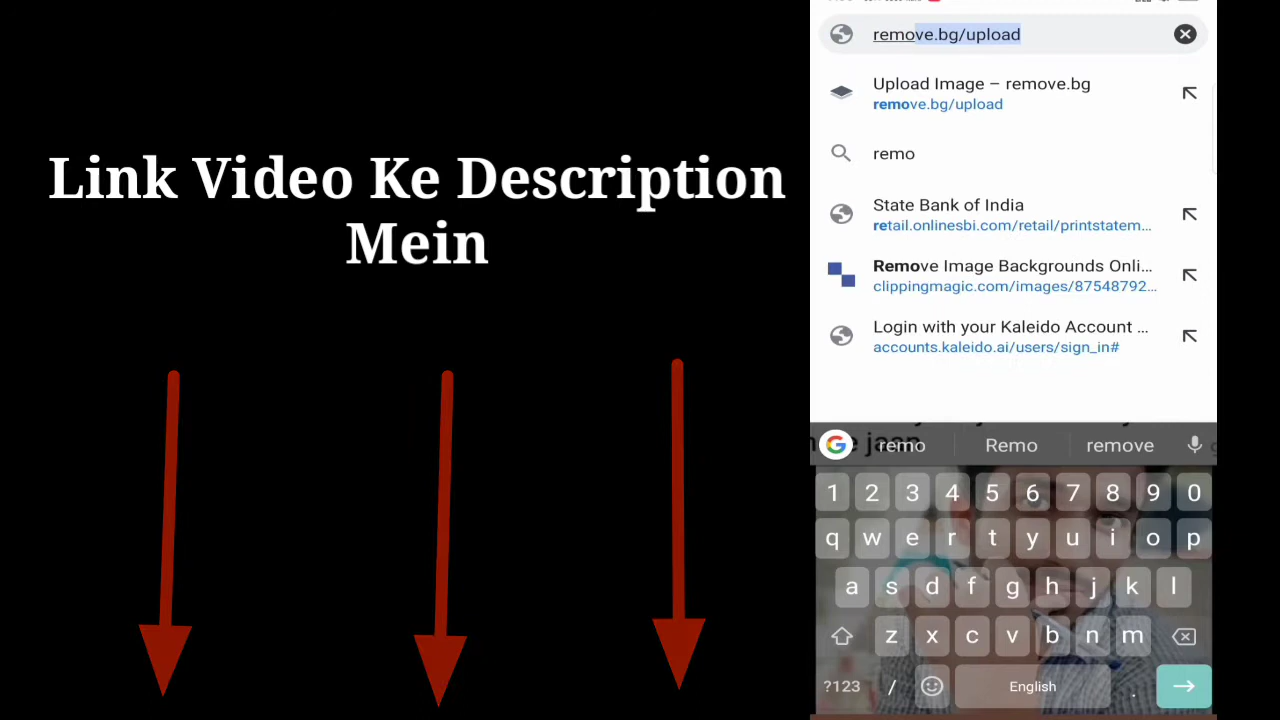 Link Video Ke Description
Mein
remove.bg/upload
Upload Image – remove.bg
remove.bg/upload
remo
State Bank of India
retail.onlinesbi.com/retail/printstatem...
Remove Image Backgrounds Onli...
clippingmagic.com/images/87548792...
Login with your Kaleido Account ...
accounts.kaleido.ai/users/sign_in#
remo Remo remove
1 2 3 4 5 6 7 8 9 0
q w e r t y u i o p
a s d f g h j k l
z x c v b n m
?123 / English .